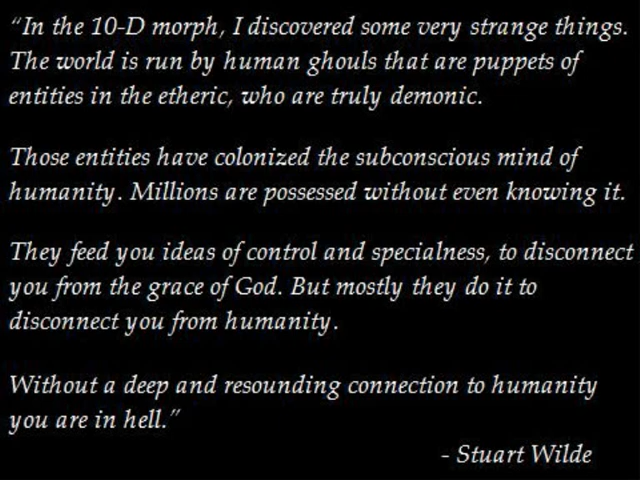 “In the 10-D morph, I discovered some very strange things.
The world is run by human ghouls that are puppets of
entities in the etheric, who are truly demonic.
Those entities have colonized the subconscious mind of
humanity. Millions are possessed without even knowing it.
They feed you ideas of control and specialness, to disconnect
you from the grace of God. But mostly they do it to
disconnect you from humanity.
Without a deep and resounding connection to humanity
you are in hell.”
- Stuart Wilde